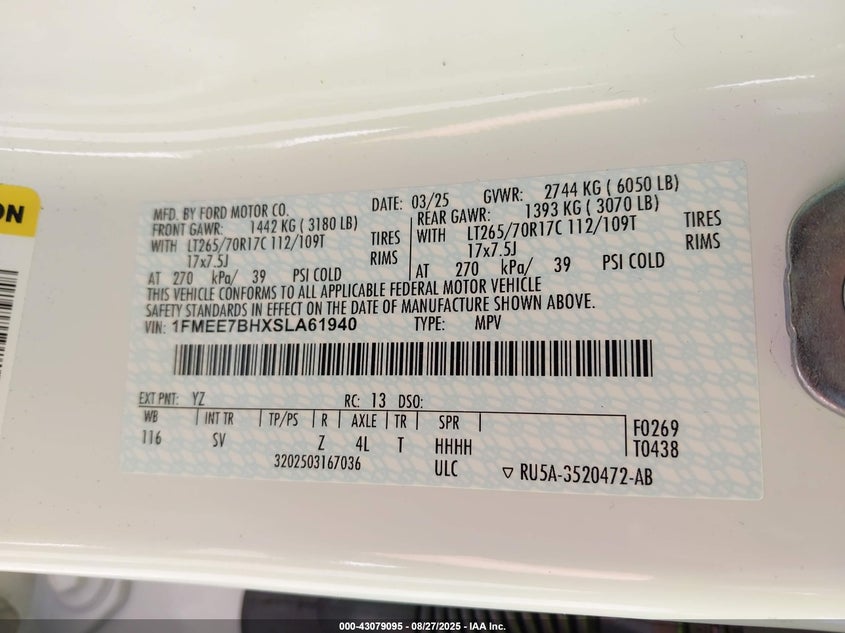 ON
MFD. BY FORD MOTOR CO. DATE: 03/25 GVWR: 2744 KG ( 6050 LB)
FRONT GAWR: 1442 KG ( 3180 LB) REAR GAWR: 1393 KG ( 3070 LB)
WITH LT265/70R17C 112/109T TIRES WITH LT265/70R17C 112/109T TIRES
17x7.5J RIMS 17x7.5J RIMS
AT 270 kPa/ 39 PSI COLD AT 270 kPa/ 39 PSI COLD
THIS VEHICLE CONFORMS TO ALL APPLICABLE FEDERAL MOTOR VEHICLE
SAFETY STANDARDS IN EFFECT ON THE DATE OF MANUFACTURE SHOWN ABOVE.
VIN: 1FMEE7BHXSLA61940 TYPE: MPV
EXT PNT: YZ RC: 13 DSO:
WB INT TR TP/PS R AXLE TR SPR F0269
116 SV Z 4L T HHHH T0438
3202503167036 ULC ▽ RU5A-3520472-AB
000-43079095 - 08/27/2025 - IAA Inc.